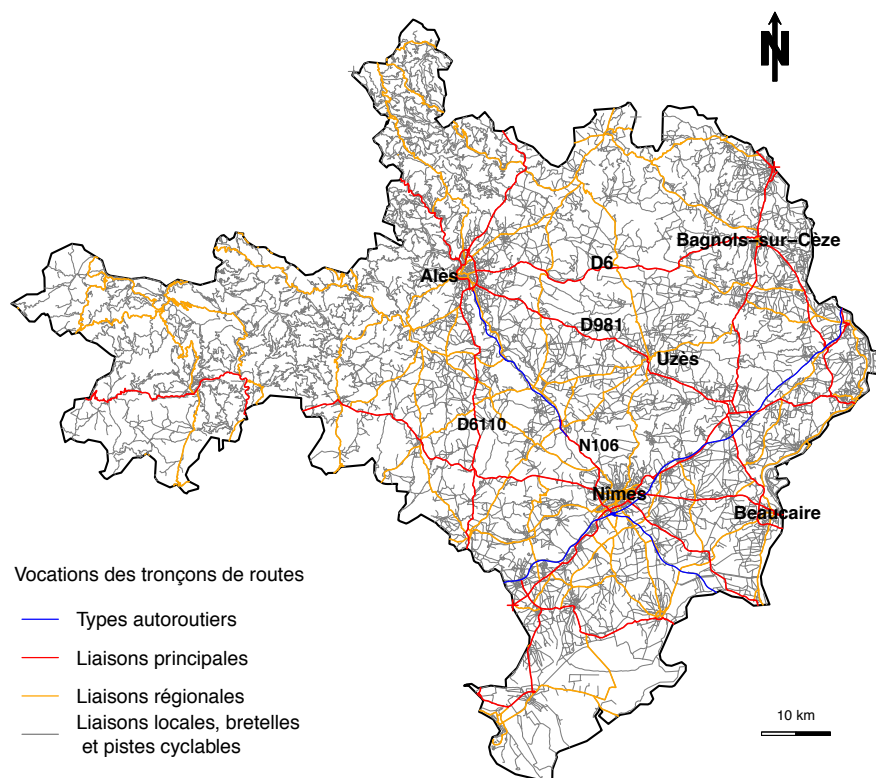 N
Bagnols-sur-Cèze
D6
Alès
D981
Uzès
D6110
N106
Nîmes
Beaucaire
Vocations des tronçons de routes
Types autoroutiers
Liaisons principales
Liaisons régionales
Liaisons locales, bretelles
et pistes cyclables
10 km